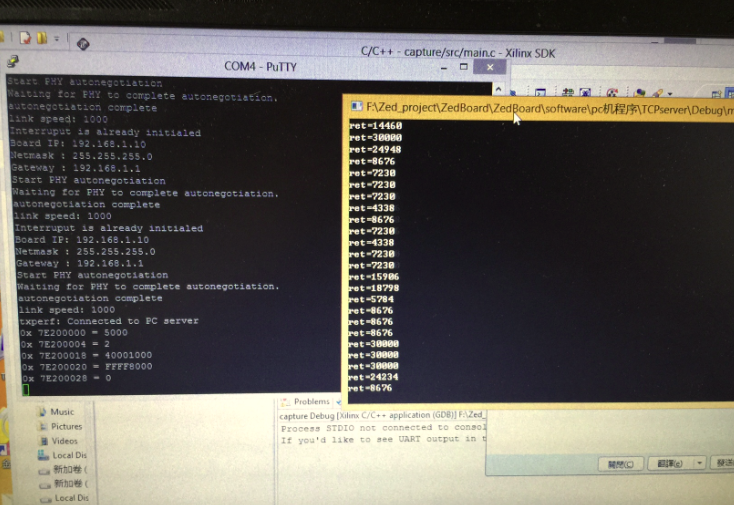 C/C++ - capture/src/main.c - Xilinx SDK
COM4 - PuTTY
Start PHY autonegotiation
Waiting for PHY to complete autonegotiation.
autonegotiation complete
link speed: 1000
Interruput is already initialed
Board IP: 192.168.1.10
Netmask : 255.255.255.0
Gateway : 192.168.1.1
Start PHY autonegotiation
Waiting for PHY to complete autonegotiation.
autonegotiation complete
link speed: 1000
Interruput is already initialed
Board IP: 192.168.1.10
Netmask : 255.255.255.0
Gateway : 192.168.1.1
Start PHY autonegotiation
Waiting for PHY to complete autonegotiation.
autonegotiation complete
link speed: 1000
txperf: Connected to PC server
0x 7E200000 = 5000
0x 7E200004 = 2
0x 7E200018 = 40001000
0x 7E200020 = FFFF8000
0x 7E200028 = 0
F:\Zed_project\ZedBoard\ZedBoard\software\pc机程序\TCPserver\Debug\m
ret=14460
ret=30000
ret=24948
ret=8676
ret=7230
ret=7230
ret=7230
ret=4338
ret=8676
ret=7230
ret=4338
ret=7230
ret=7230
ret=15906
ret=18798
ret=5784
ret=8676
ret=8676
ret=8676
ret=30000
ret=30000
ret=30000
ret=24234
ret=8676
Music
Pictures
Videos
Local Dis
新加卷 (
新加卷 (
Local Dis
Problems
capture Debug [Xilinx C/C++ application (GDB)] F:\Zed_
Process STDIO not connected to consol
If you'd like to see UART output in t
關閉(C)
翻譯(g)
發送